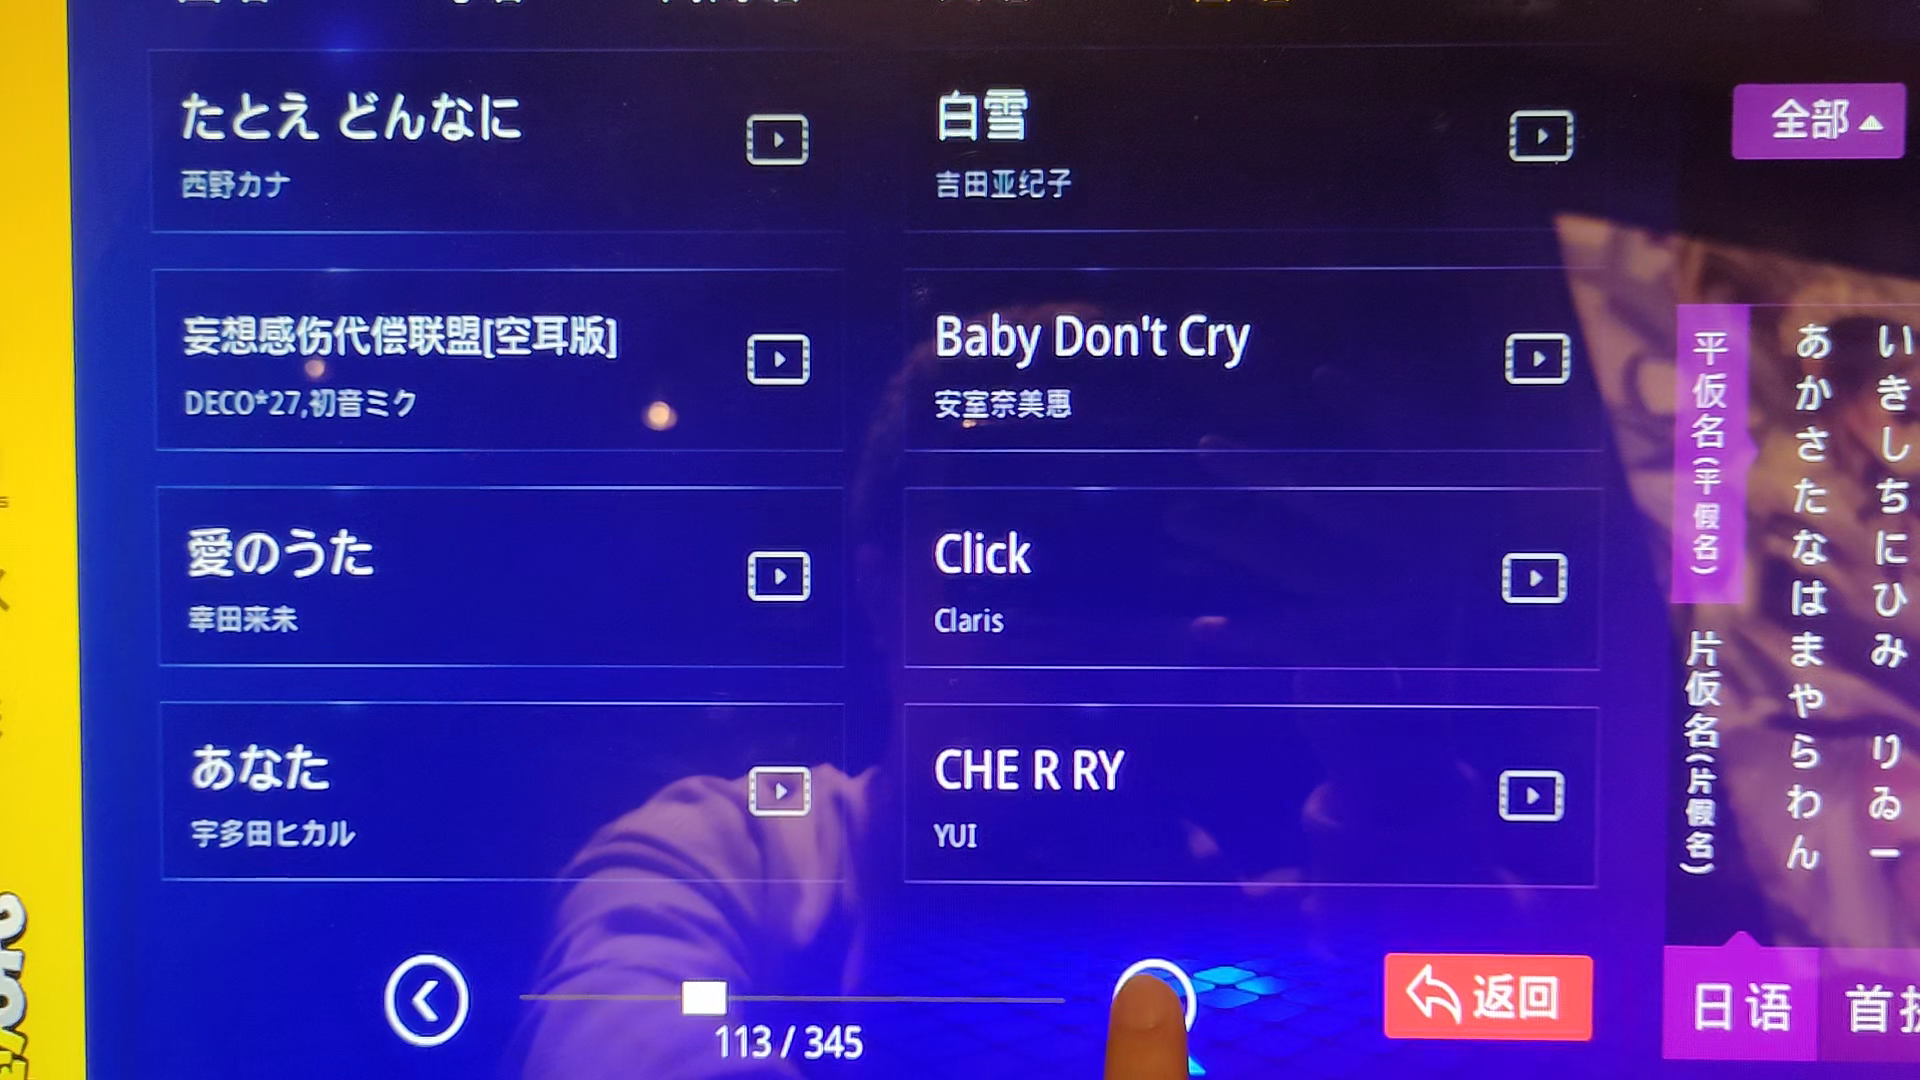 たとえ どんなに
西野カナ
白雪
吉田亚纪子
全部
妄想感伤代偿联盟[空耳版]
DECO*27,初音ミク
Baby Don't Cry
安室奈美惠
愛のうた
幸田来未
Click
Claris
あなた
宇多田ヒカル
CHE R RY
YUI
平仮名(平假名)
片仮名(片假名)
あかさたなはまやらわん
いきしちにひみ りゐー
113 / 345
返回
日语
首